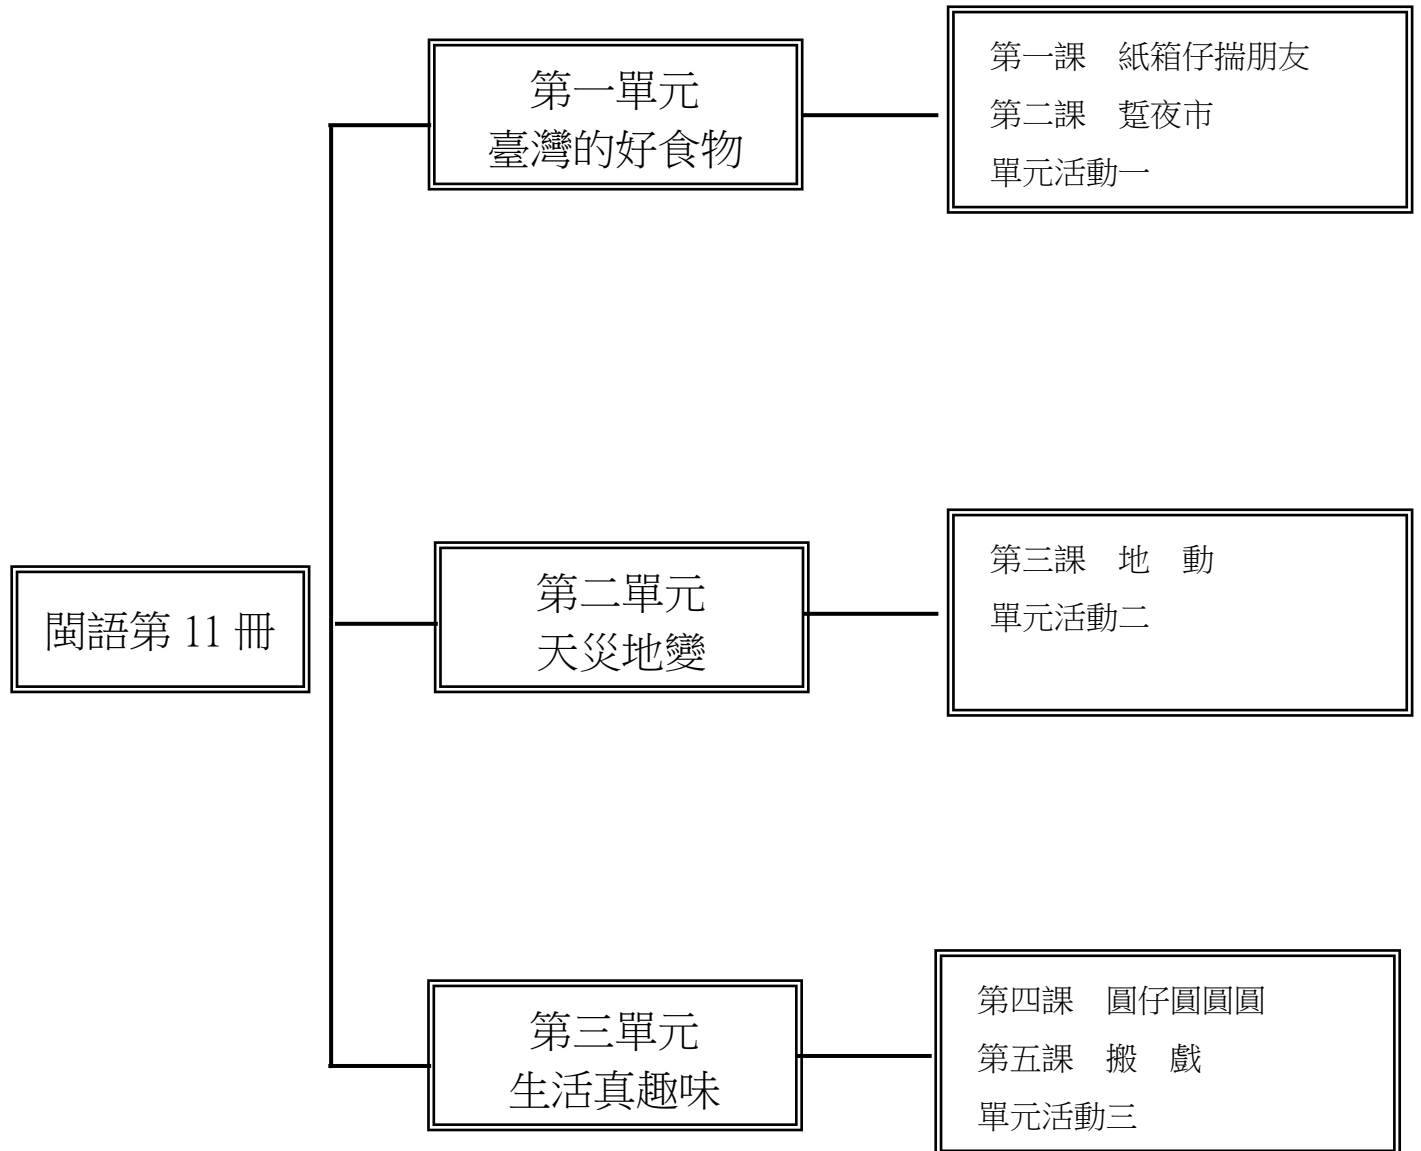 閩語第 11 冊
第一單元
臺灣的好食物
第一課　紙箱仔揣朋友
第二課　踅夜市
單元活動一
第二單元
天災地變
第三課　地　動
單元活動二
第三單元
生活真趣味
第四課　圓仔圓圓圓
第五課　搬　戲
單元活動三